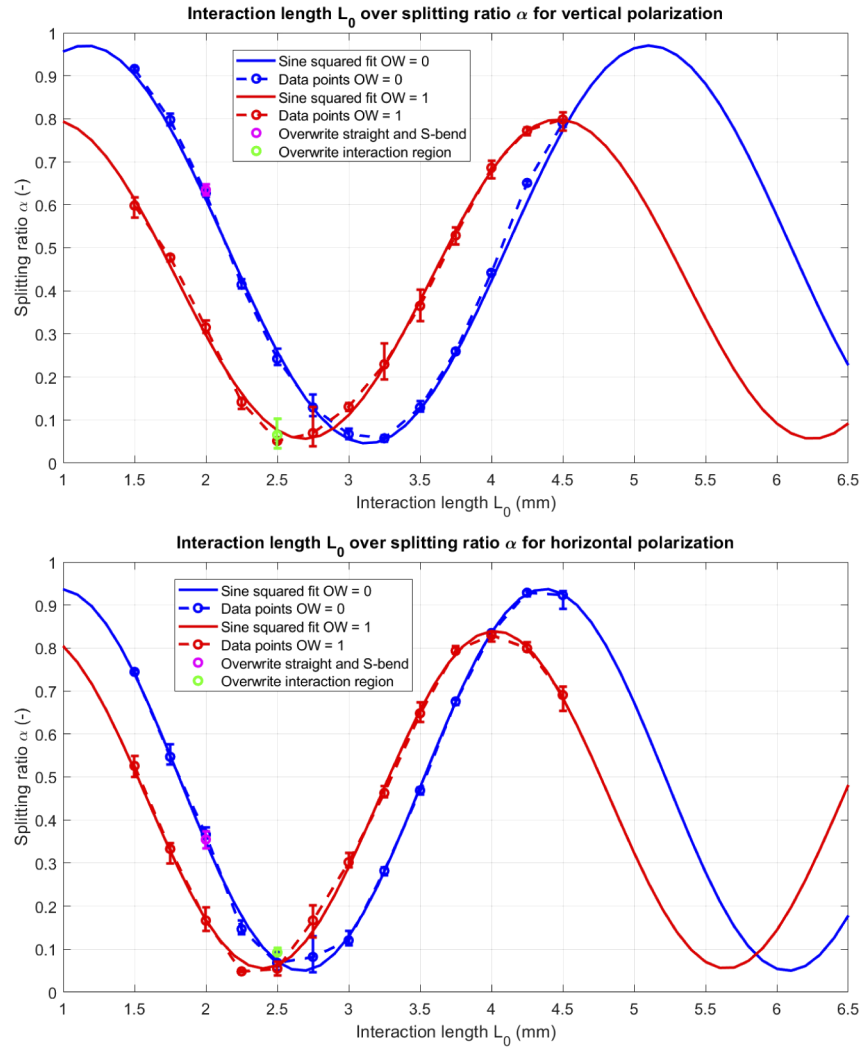 Interaction length L0 over splitting ratio α for vertical polarization
1
0.9
0.8
0.7
0.6
0.5
0.4
0.3
0.2
0.1
0
Splitting ratio α (-)
Sine squared fit OW = 0
Data points OW = 0
Sine squared fit OW = 1
Data points OW = 1
Overwrite straight and S-bend
Overwrite interaction region
1 1.5 2 2.5 3 3.5 4 4.5 5 5.5 6 6.5
Interaction length L0 (mm)
Interaction length L0 over splitting ratio α for horizontal polarization
1
0.9
0.8
0.7
0.6
0.5
0.4
0.3
0.2
0.1
0
Splitting ratio α (-)
Sine squared fit OW = 0
Data points OW = 0
Sine squared fit OW = 1
Data points OW = 1
Overwrite straight and S-bend
Overwrite interaction region
1 1.5 2 2.5 3 3.5 4 4.5 5 5.5 6 6.5
Interaction length L0 (mm)